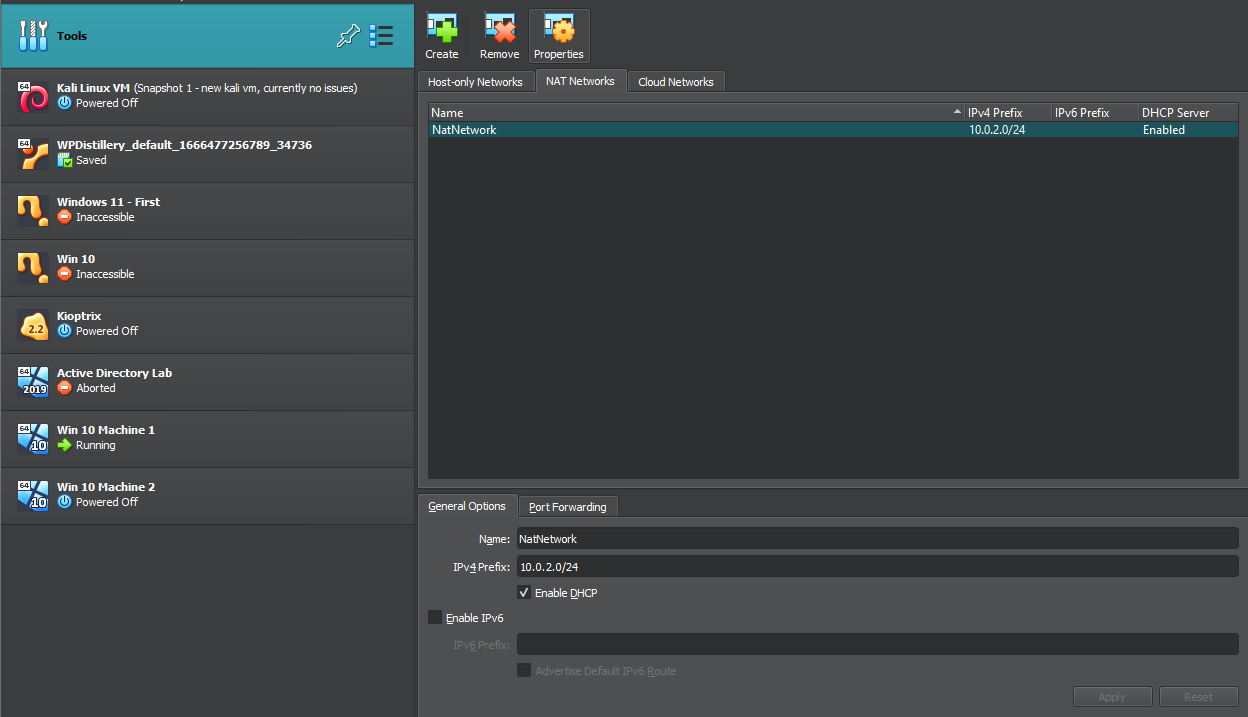 Tools
64
Kali Linux VM (Snapshot 1 - new kali vm, currently no issues)
Powered Off
64
WPDistillery_default_1666477256789_34736
Saved
Windows 11 - First
Inaccessible
Win 10
Inaccessible
2.2
Kioptrix
Powered Off
64
2019
Active Directory Lab
Aborted
64
10
Win 10 Machine 1
Running
64
10
Win 10 Machine 2
Powered Off
Create Remove Properties
Host-only Networks NAT Networks Cloud Networks
Name IPv4 Prefix IPv6 Prefix DHCP Server
NatNetwork 10.0.2.0/24 Enabled
General Options Port Forwarding
Name: NatNetwork
IPv4 Prefix: 10.0.2.0/24
Enable DHCP
Enable IPv6
IPv6 Prefix:
Advertise Default IPv6 Route
Apply Reset